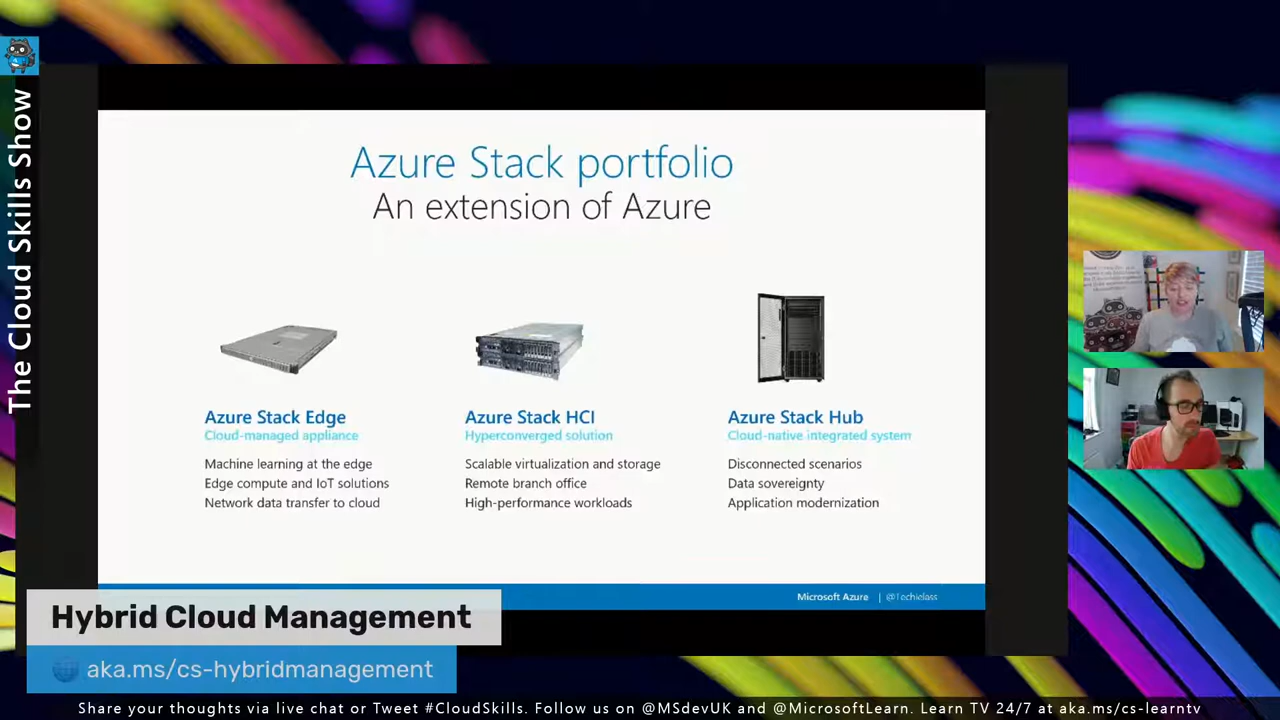 The Cloud Skills Show
Azure Stack portfolio
An extension of Azure
Azure Stack Edge
Cloud-managed appliance
Machine learning at the edge
Edge compute and IoT solutions
Network data transfer to cloud
Azure Stack HCI
Hyperconverged solution
Scalable virtualization and storage
Remote branch office
High-performance workloads
Azure Stack Hub
Cloud-native integrated system
Disconnected scenarios
Data sovereignty
Application modernization
Microsoft Azure | @Techielass
Hybrid Cloud Management
aka.ms/cs-hybridmanagement
Share your thoughts via live chat or Tweet #CloudSkills. Follow us on @MSdevUK and @MicrosoftLearn. Learn TV 24/7 at aka.ms/cs-learntv